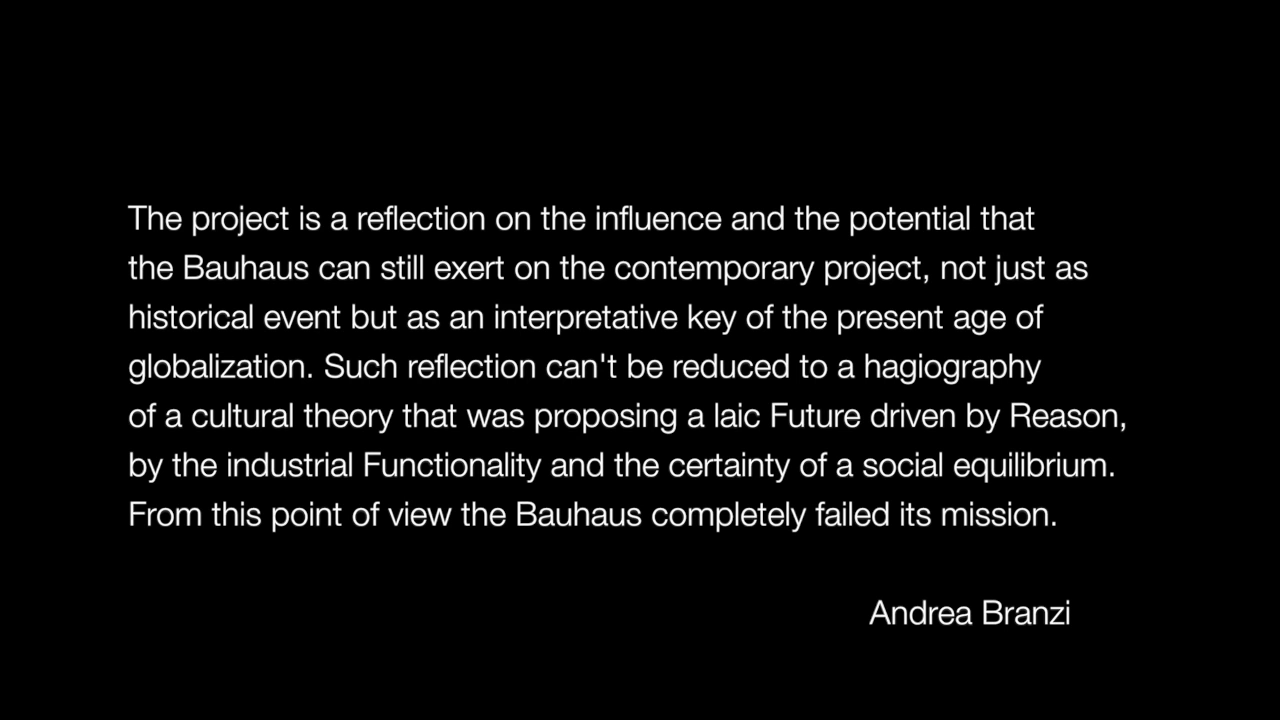 The project is a reflection on the influence and the potential that
the Bauhaus can still exert on the contemporary project, not just as
historical event but as an interpretative key of the present age of
globalization. Such reflection can't be reduced to a hagiography
of a cultural theory that was proposing a laic Future driven by Reason,
by the industrial Functionality and the certainty of a social equilibrium.
From this point of view the Bauhaus completely failed its mission.
Andrea Branzi